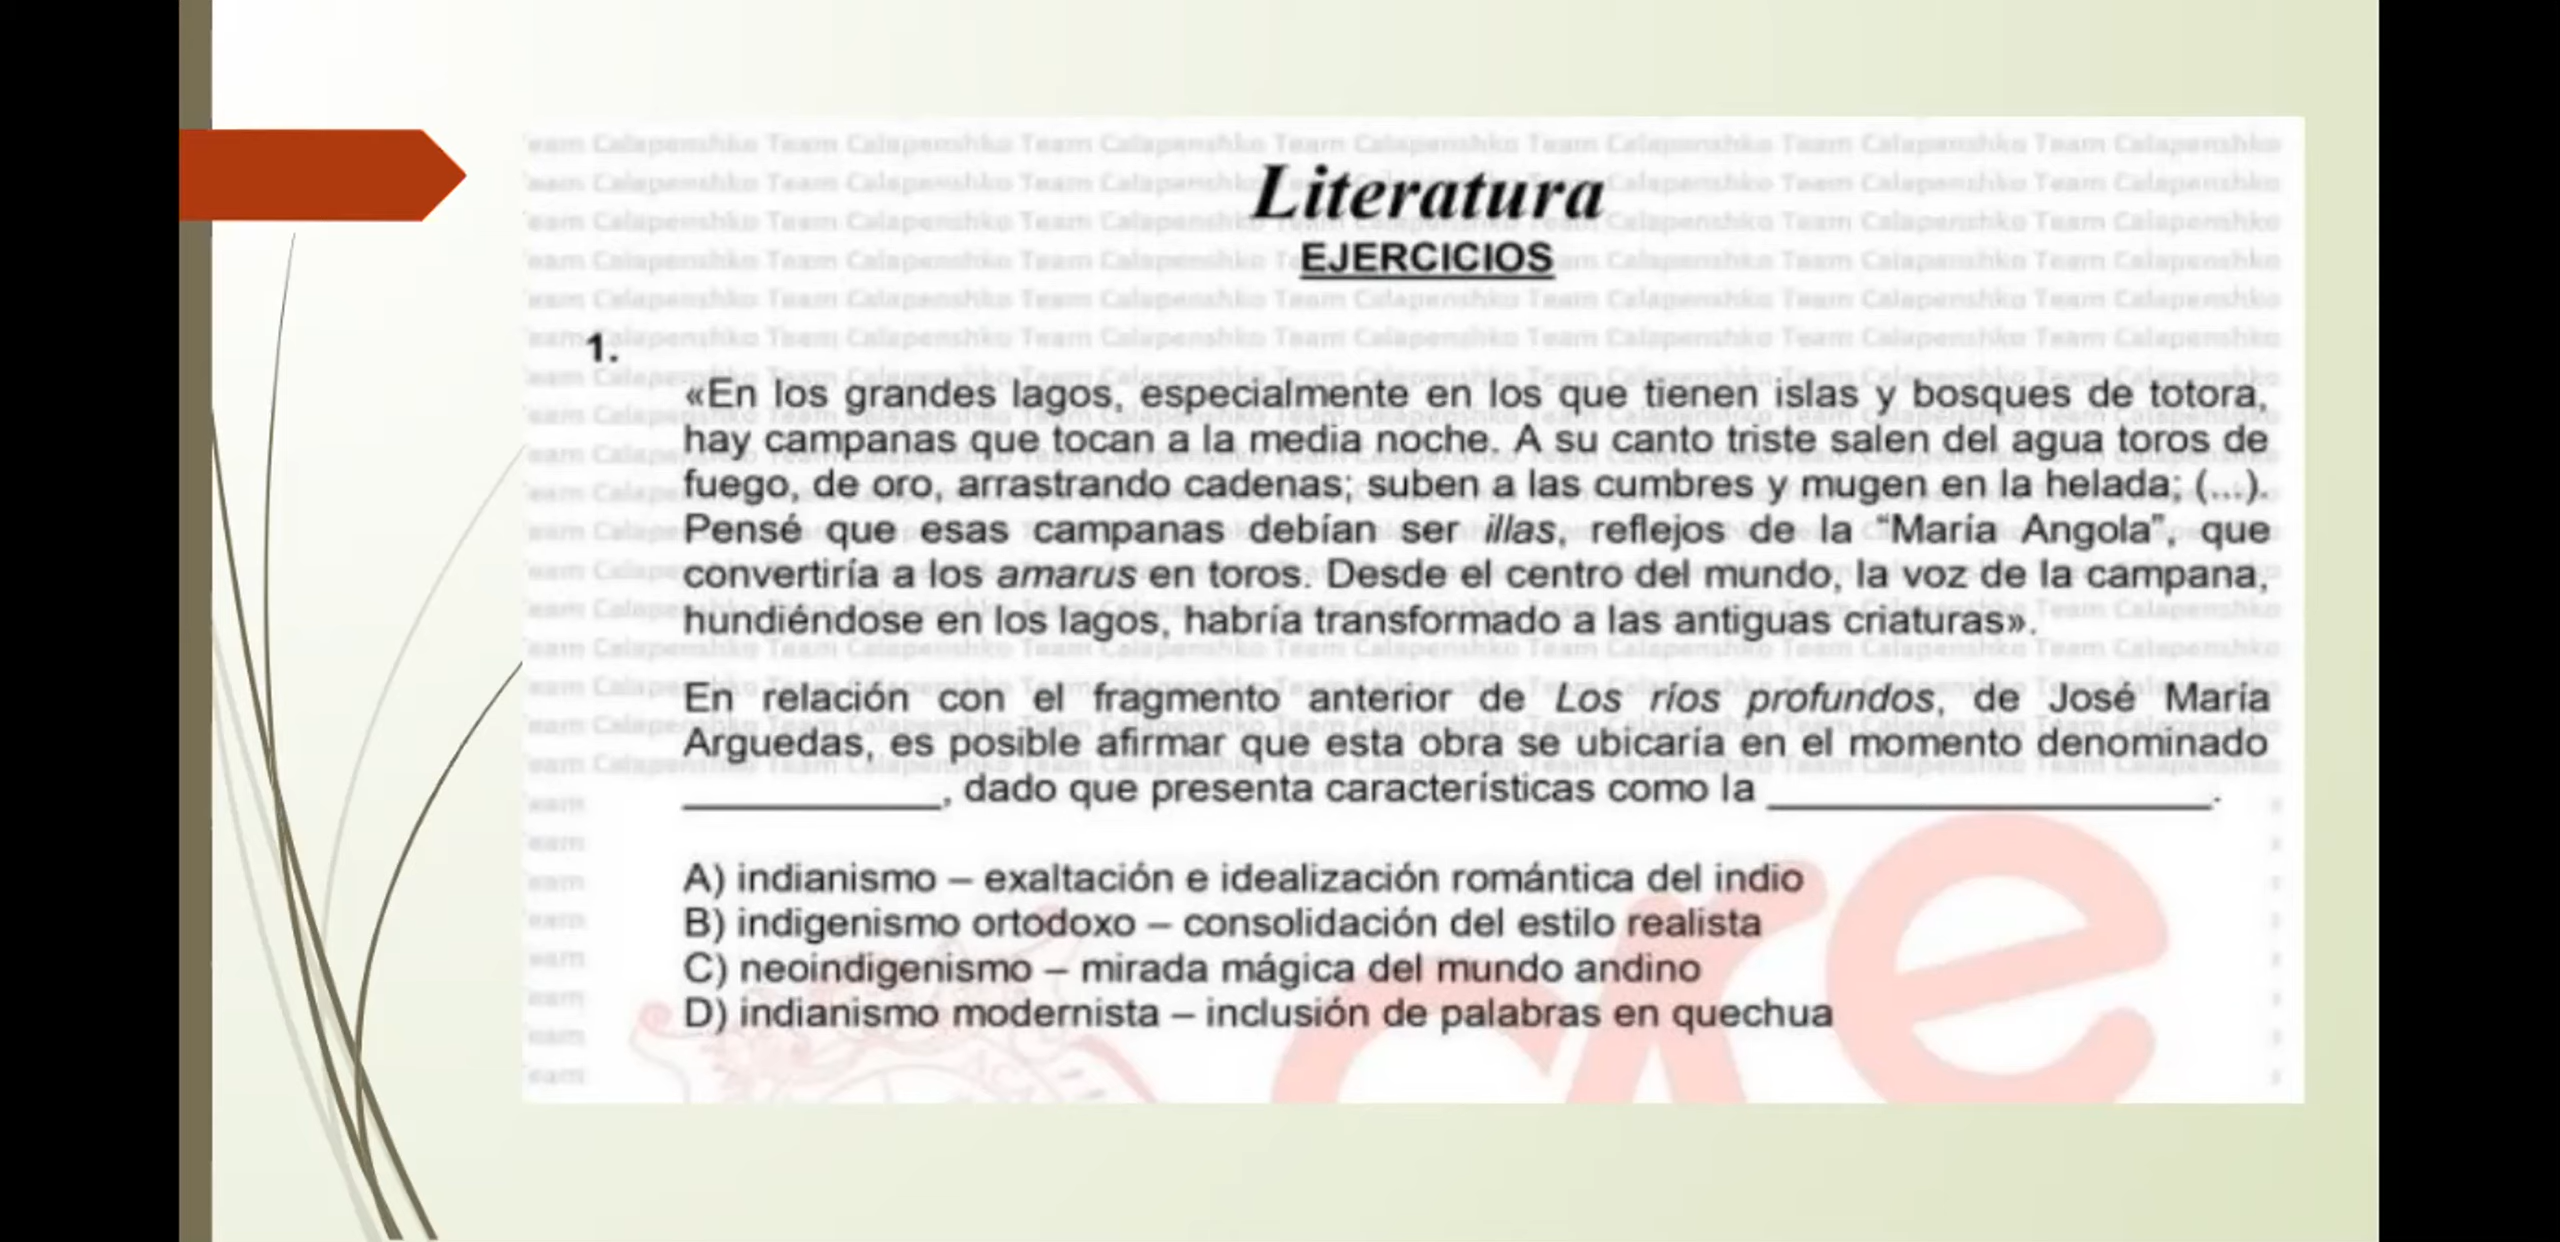 Literatura
EJERCICIOS
1.
«En los grandes lagos, especialmente en los que tienen islas y bosques de totora,
hay campanas que tocan a la media noche. A su canto triste salen del agua toros de
fuego, de oro, arrastrando cadenas; suben a las cumbres y mugen en la helada; (...).
Pensé que esas campanas debían ser illas, reflejos de la “María Angola”, que
convertiría a los amarus en toros. Desde el centro del mundo, la voz de la campana,
hundiéndose en los lagos, habría transformado a las antiguas criaturas».
En relación con el fragmento anterior de Los ríos profundos, de José María
Arguedas, es posible afirmar que esta obra se ubicaría en el momento denominado
____________, dado que presenta características como la ____________________.
A) indianismo – exaltación e idealización romántica del indio
B) indigenismo ortodoxo – consolidación del estilo realista
C) neoindigenismo – mirada mágica del mundo andino
D) indianismo modernista – inclusión de palabras en quechua